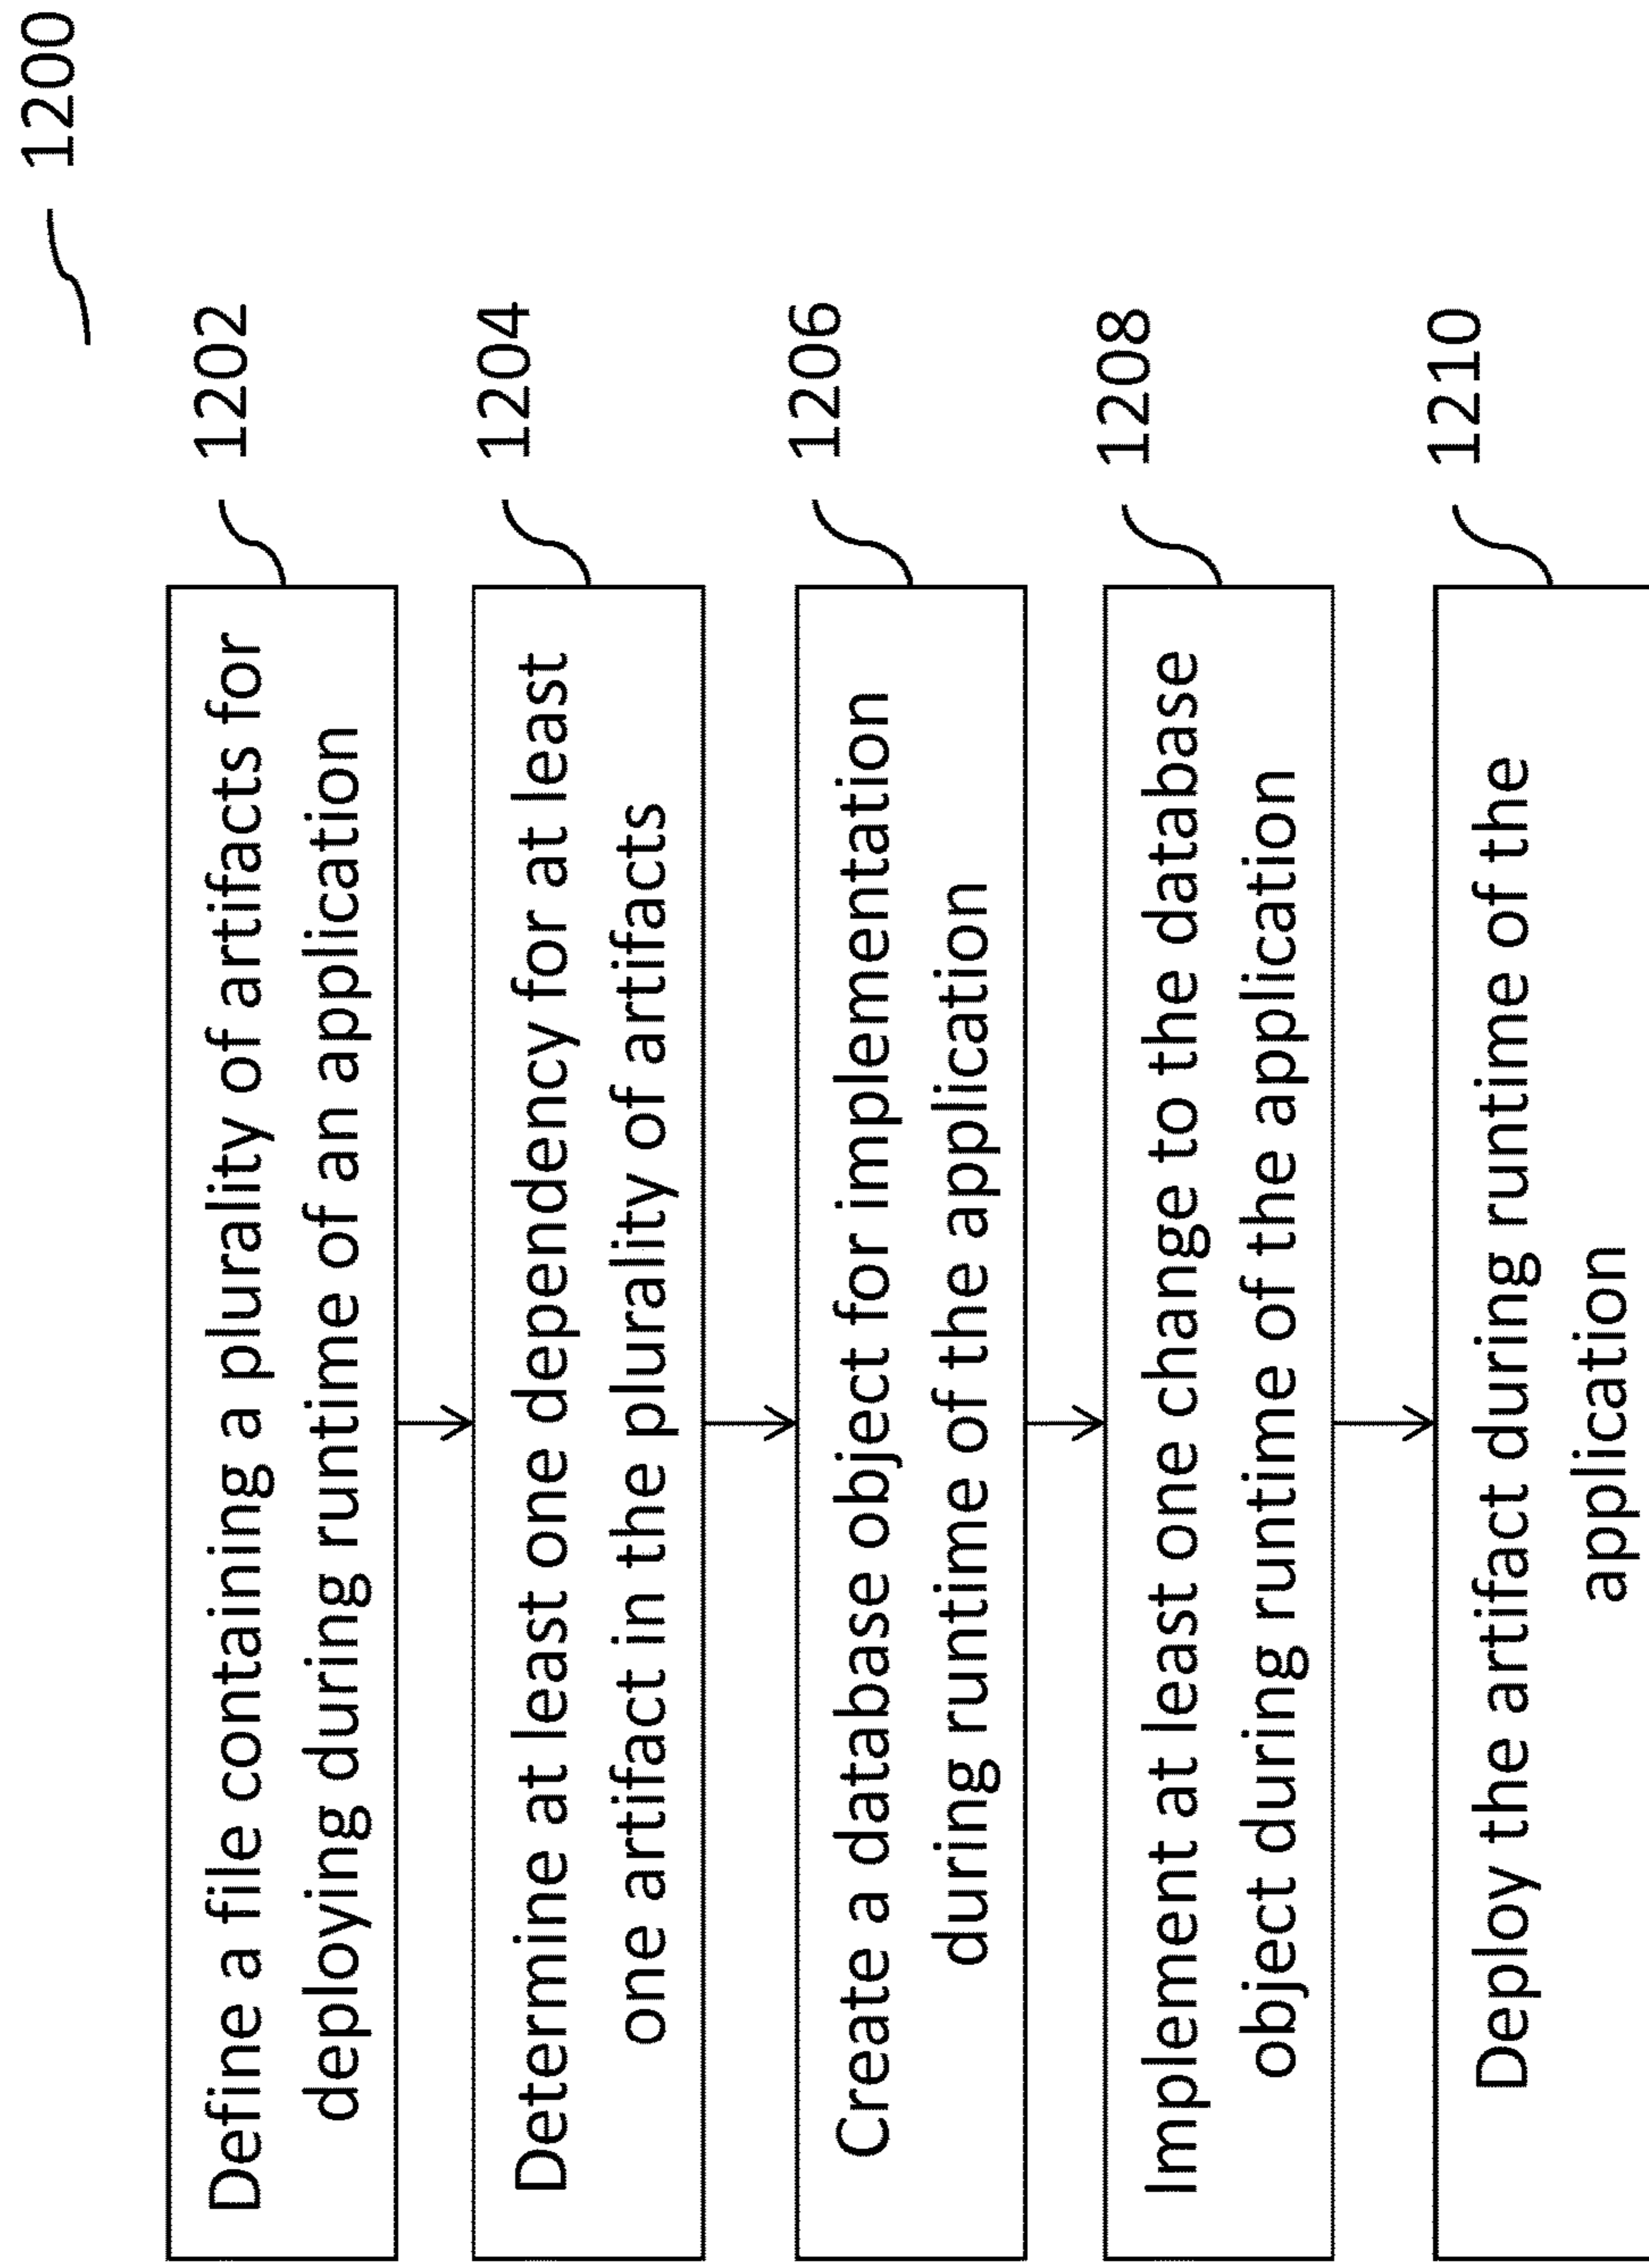 1200
Define a file containing a plurality of artifacts for
deploying during runtime of an application
1202
Determine at least one dependency for at least
one artifact in the plurality of artifacts
1204
Create a database object for implementation
during runtime of the application
1206
Implement at least one change to the database
object during runtime of the application
1208
Deploy the artifact during runtime of the
application
1210